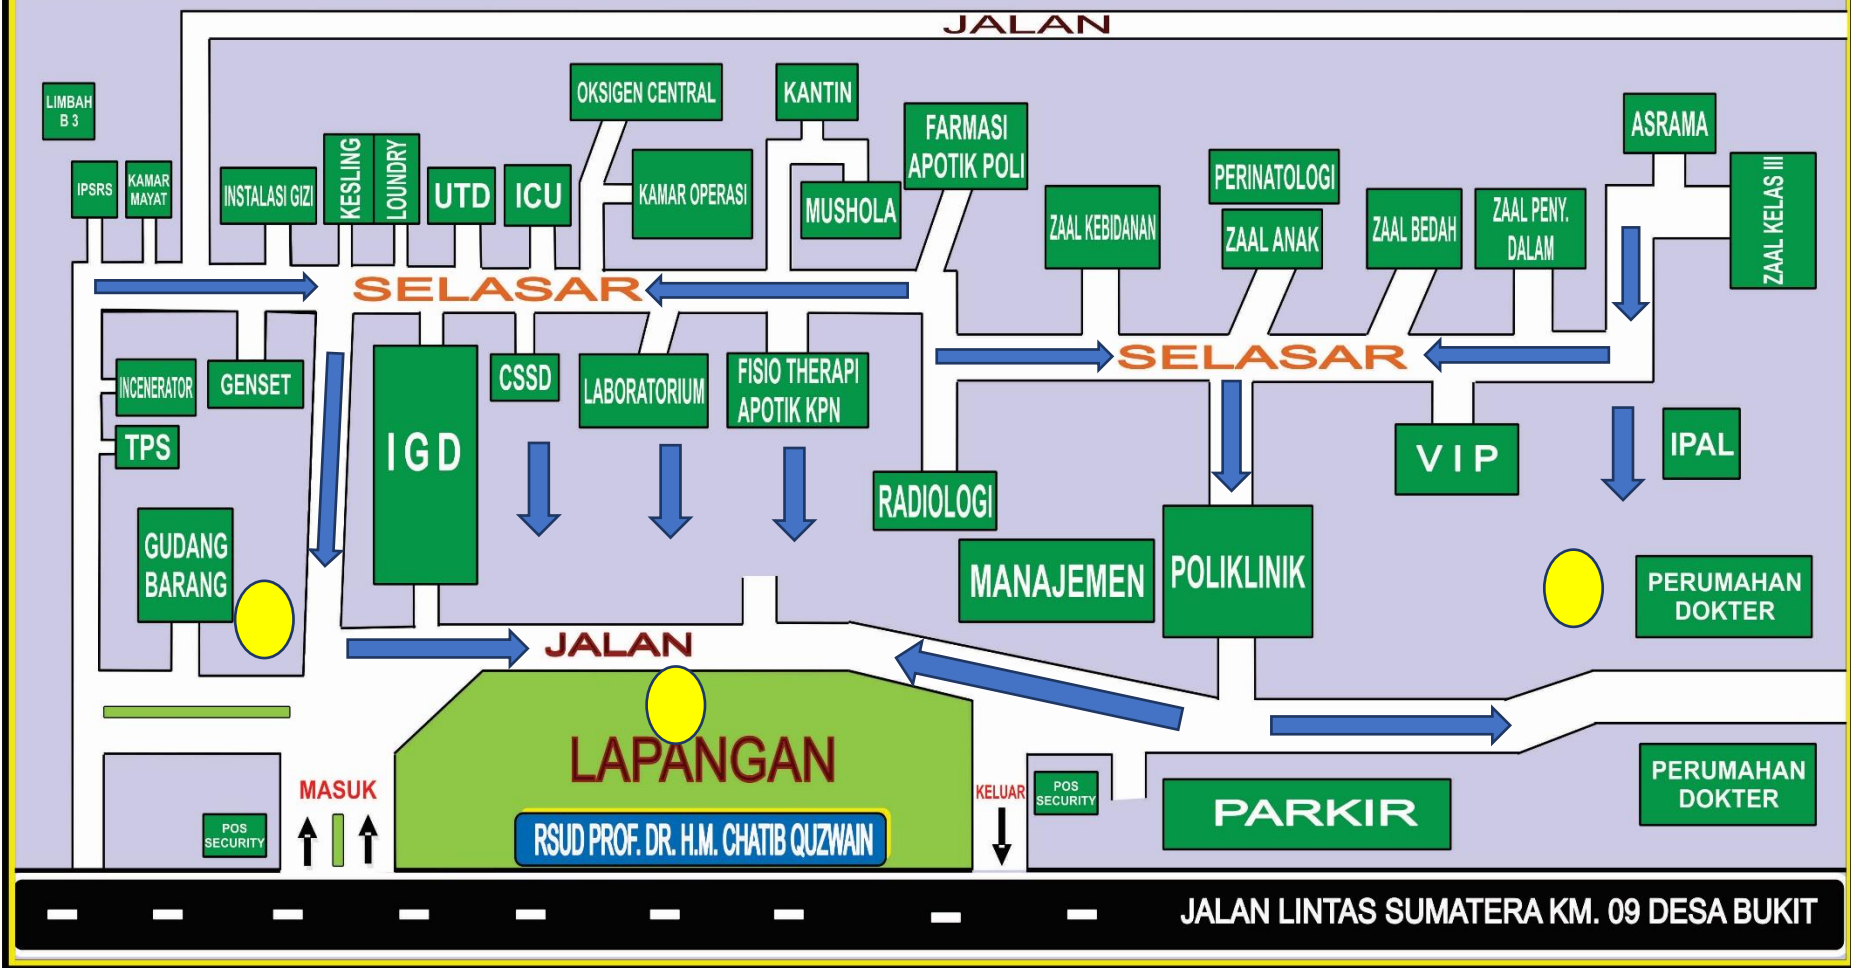 JALAN
LIMBAH
B 3
OKSIGEN CENTRAL
KANTIN
FARMASI
APOTIK POLI
ASRAMA
IPSRS
KAMAR
MAYAT
INSTALASI GIZI
KESLING
LOUNDRY
UTD
ICU
KAMAR OPERASI
MUSHOLA
ZAAL KEBIDANAN
PERINATOLOGI
ZAAL ANAK
ZAAL BEDAH
ZAAL PENY.
DALAM
ZAAL KELAS III
SELASAR
SELASAR
INCENERATOR
GENSET
TPS
IGD
CSSD
LABORATORIUM
FISIO THERAPI
APOTIK KPN
RADIOLOGI
VIP
IPAL
GUDANG
BARANG
MANAJEMEN
POLIKLINIK
PERUMAHAN
DOKTER
JALAN
LAPANGAN
MASUK
KELUAR
POS
SECURITY
POS
SECURITY
PARKIR
PERUMAHAN
DOKTER
RSUD PROF. DR. H.M. CHATIB QUZWAIN
JALAN LINTAS SUMATERA KM. 09 DESA BUKIT